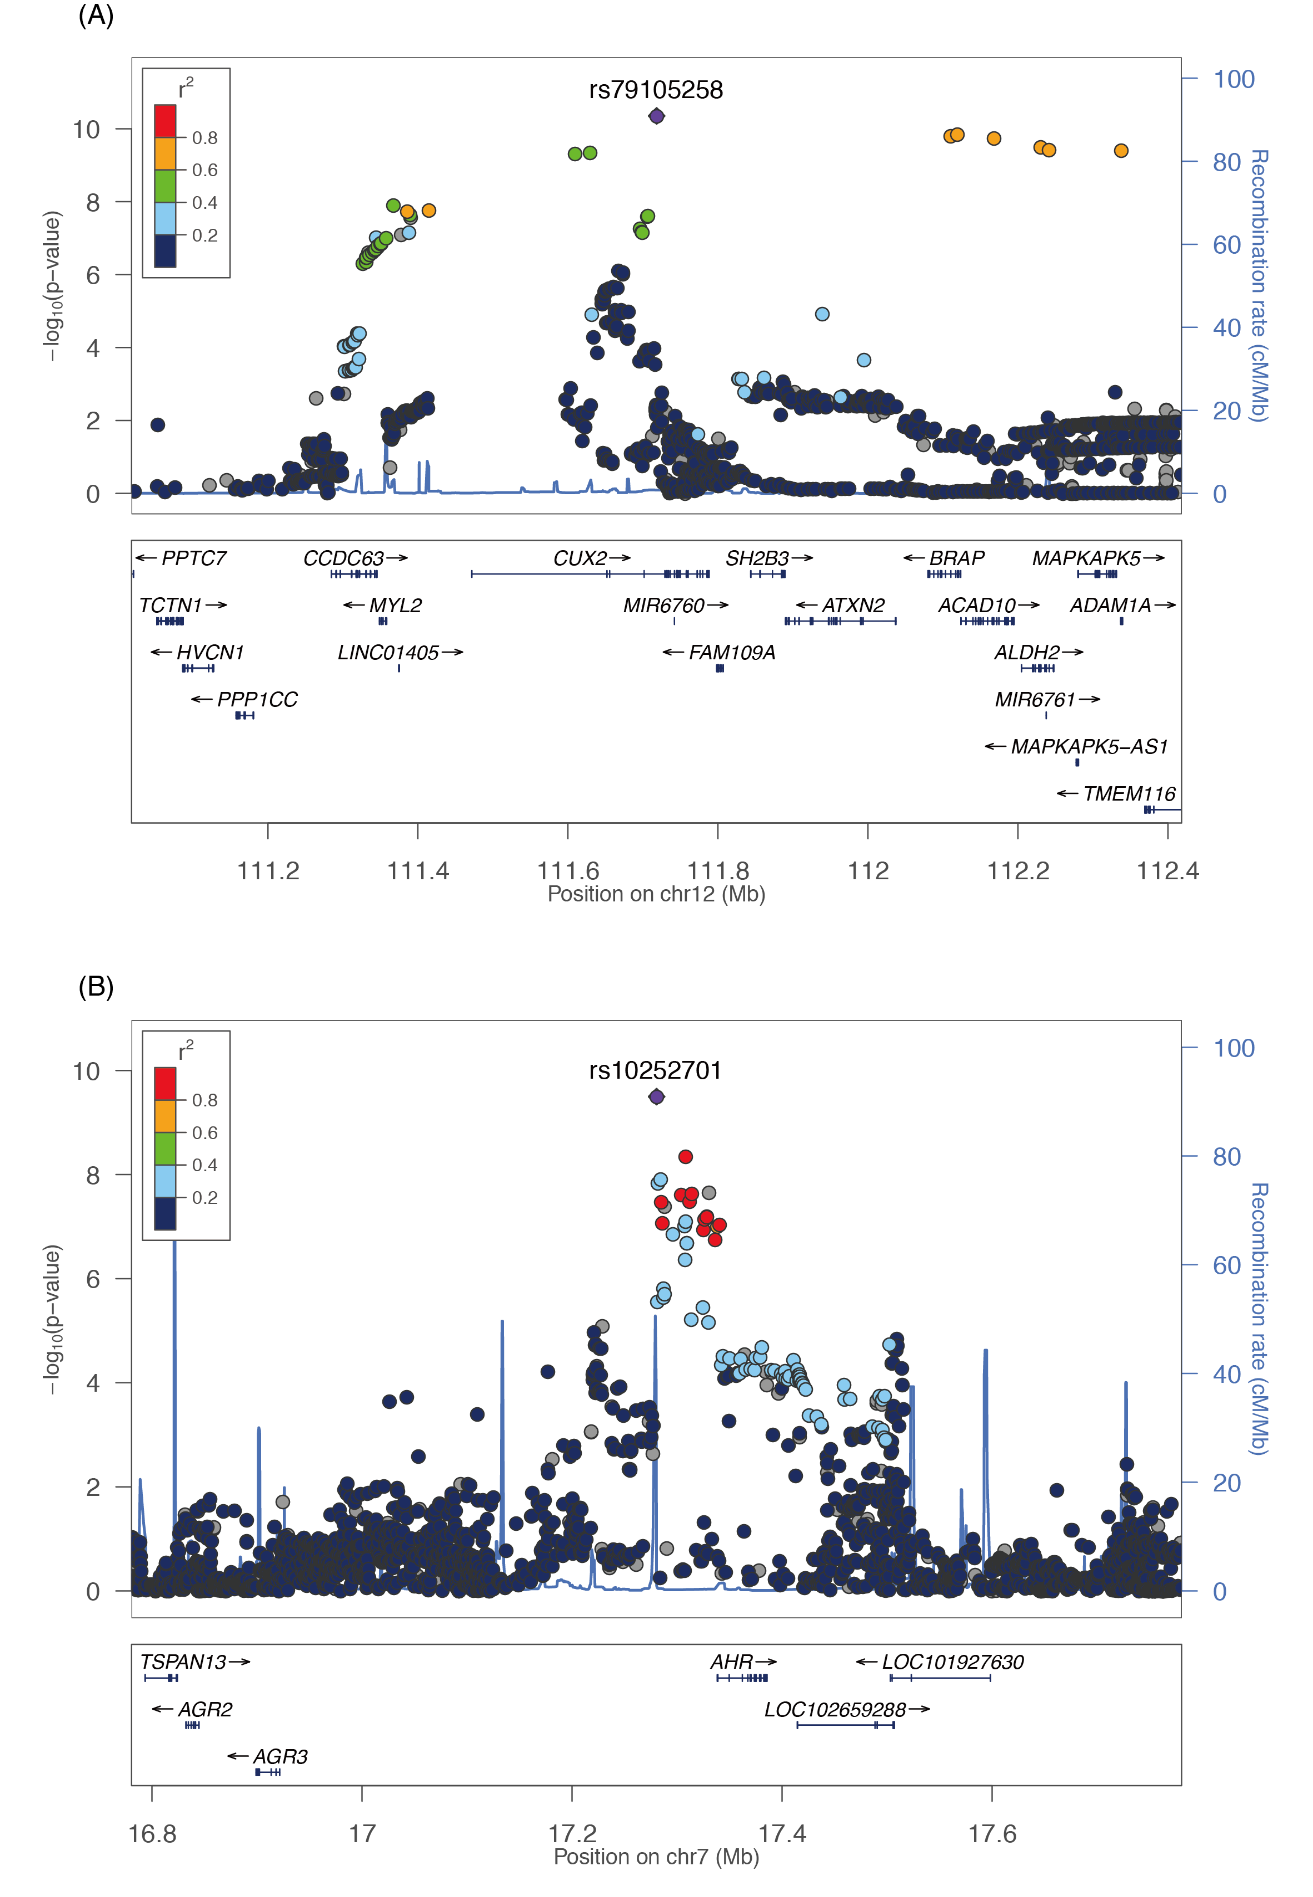 (A)
rs79105258
r2
0.8
0.6
0.4
0.2
10
8
6
4
2
0
−log10(p−value)
100
80
60
40
20
0
Recombination rate (cM/Mb)
←PPTC7
CCDC63→
CUX2→
SH2B3→
←BRAP
MAPKAPK5→
TCTN1→
←MYL2
MIR6760→
←ATXN2
ACAD10→
ADAM1A→
←HVCN1
LINC01405→
←FAM109A
ALDH2→
←PPP1CC
MIR6761→
←MAPKAPK5−AS1
←TMEM116
111.2
111.4
111.6
111.8
112
112.2
112.4
Position on chr12 (Mb)
(B)
rs10252701
r2
0.8
0.6
0.4
0.2
10
8
6
4
2
0
−log10(p−value)
100
80
60
40
20
0
Recombination rate (cM/Mb)
TSPAN13→
AHR→
←LOC101927630
←AGR2
LOC102659288→
←AGR3
16.8
17
17.2
17.4
17.6
Position on chr7 (Mb)